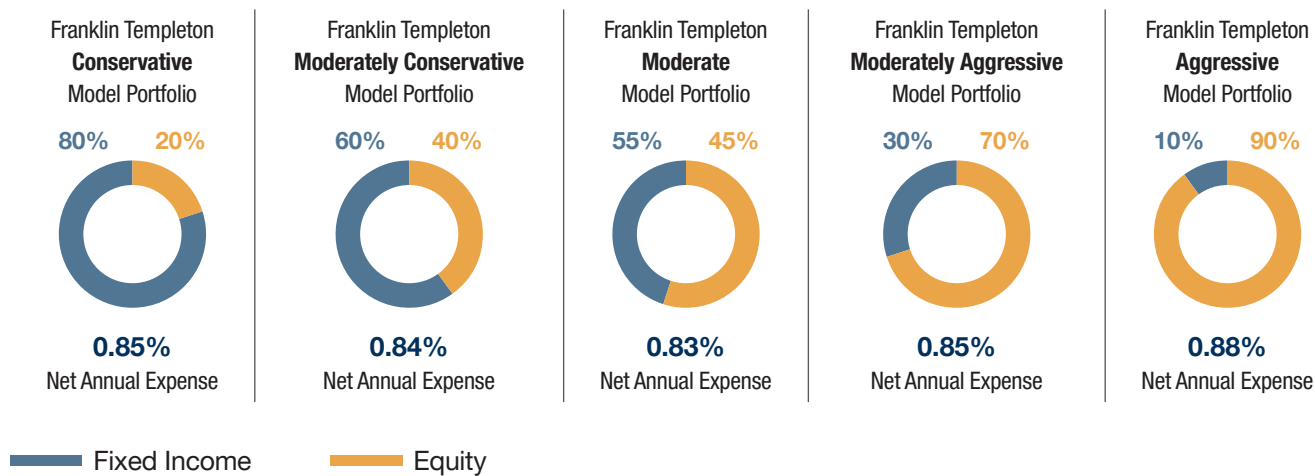 Franklin Templeton
Conservative
Model Portfolio
80% 20%
0.85%
Net Annual Expense
Franklin Templeton
Moderately Conservative
Model Portfolio
60% 40%
0.84%
Net Annual Expense
Franklin Templeton
Moderate
Model Portfolio
55% 45%
0.83%
Net Annual Expense
Franklin Templeton
Moderately Aggressive
Model Portfolio
30% 70%
0.85%
Net Annual Expense
Franklin Templeton
Aggressive
Model Portfolio
10% 90%
0.88%
Net Annual Expense
Fixed Income
Equity